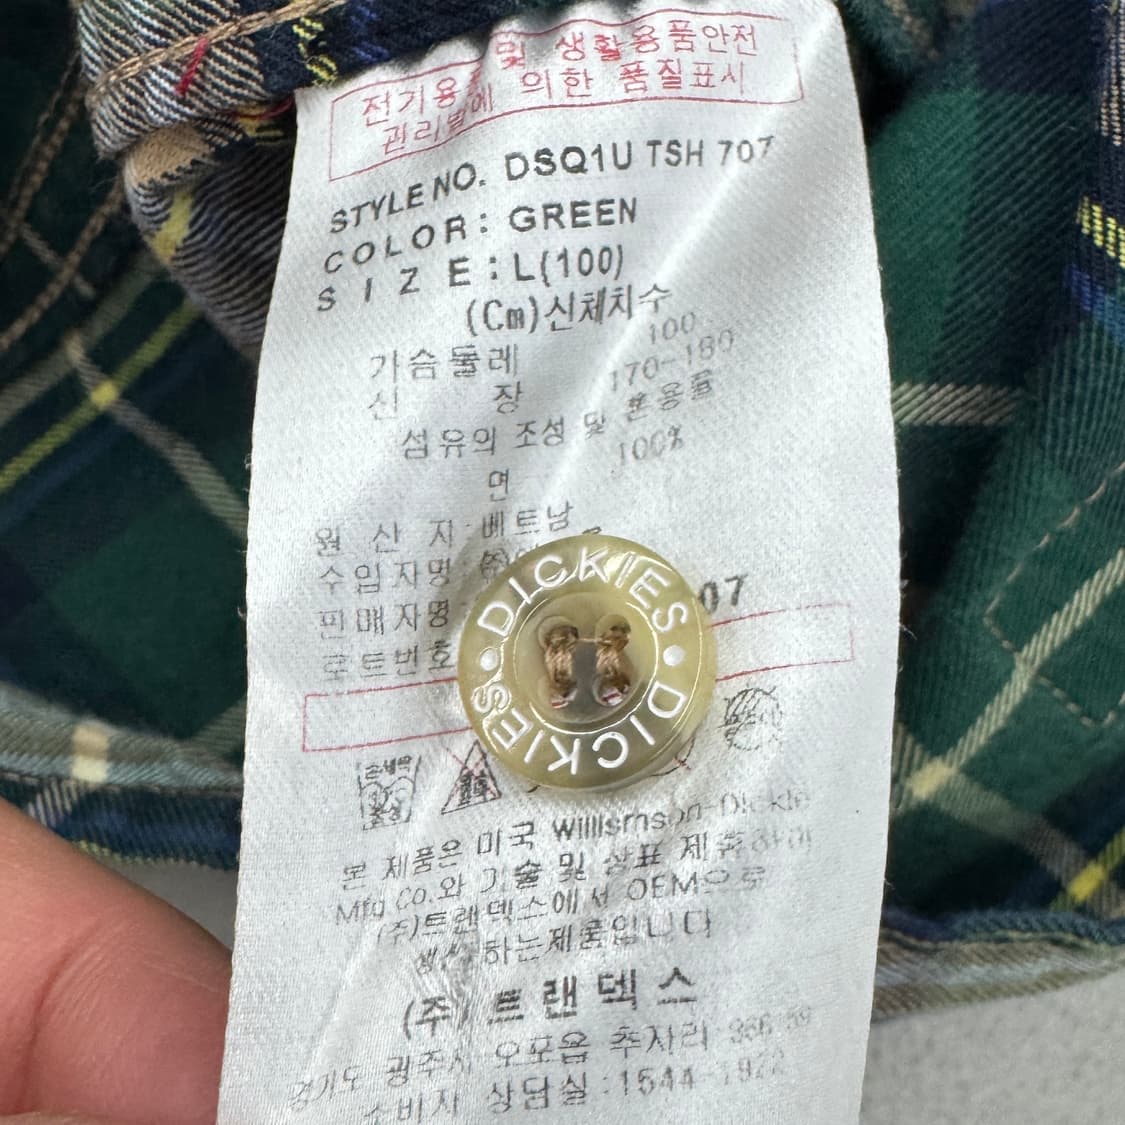 전기용품 및 생활용품안전
관리법에 의한 품질표시
STYLE NO. DSQ1U TSH 707
COLOR: GREEN
SIZE: L(100)
(Cm)신체치수
가슴둘레 100
신장 170-180
섬유의 조성 및 혼용률
면 100%
원산지: 베트남
수입자명: ㈜
판매자명:
로트번호 07
DICKIES • DICKIES •
본 제품은 미국 Williamson-Dickie
Mfg Co.와 기술 및 상표 제휴하에
(주)트랜덱스에서 OEM으로
생산하는제품입니다
(주)트랜덱스
경기도 광주시 오포읍 추자리
소비자 상담실:1544-1922